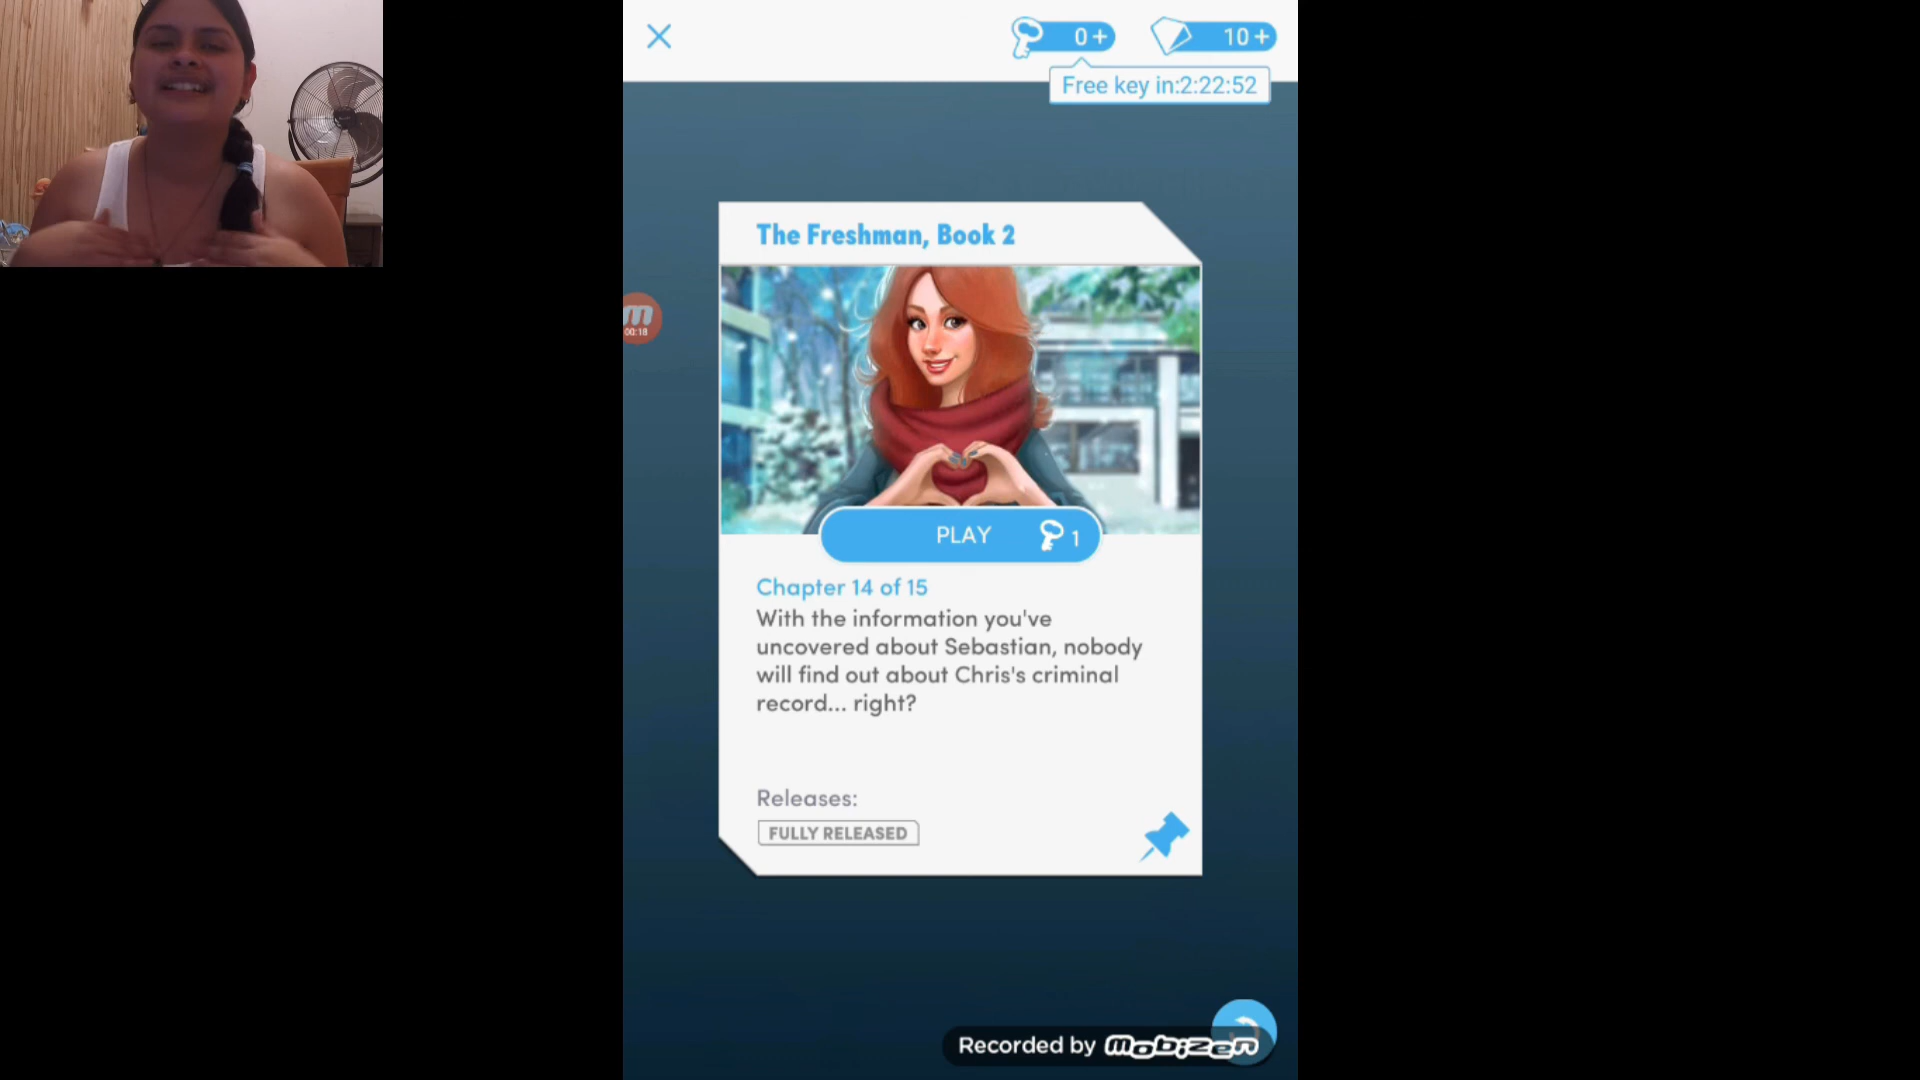 0 +
10 +
Free key in:2:22:52
The Freshman, Book 2
m
00:18
PLAY 1
Chapter 14 of 15
With the information you've
uncovered about Sebastian, nobody
will find out about Chris's criminal
record... right?
Releases:
FULLY RELEASED
Recorded by mobizen